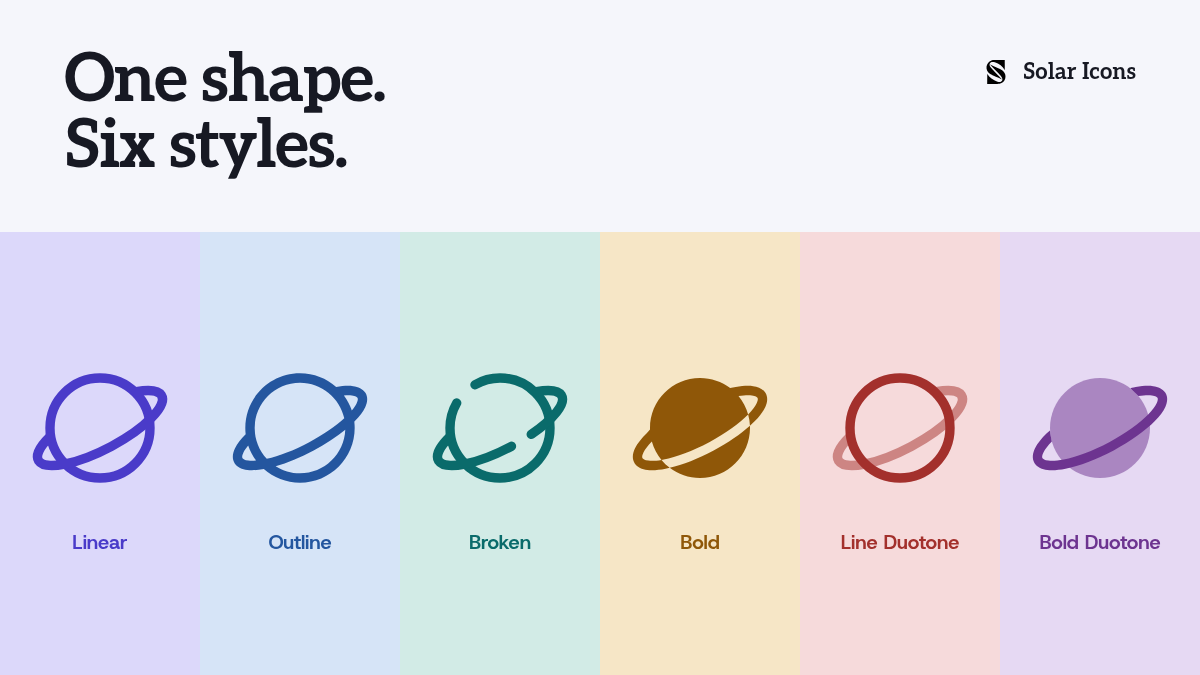 One shape.
Six styles.
Solar Icons
Linear
Outline
Broken
Bold
Line Duotone
Bold Duotone